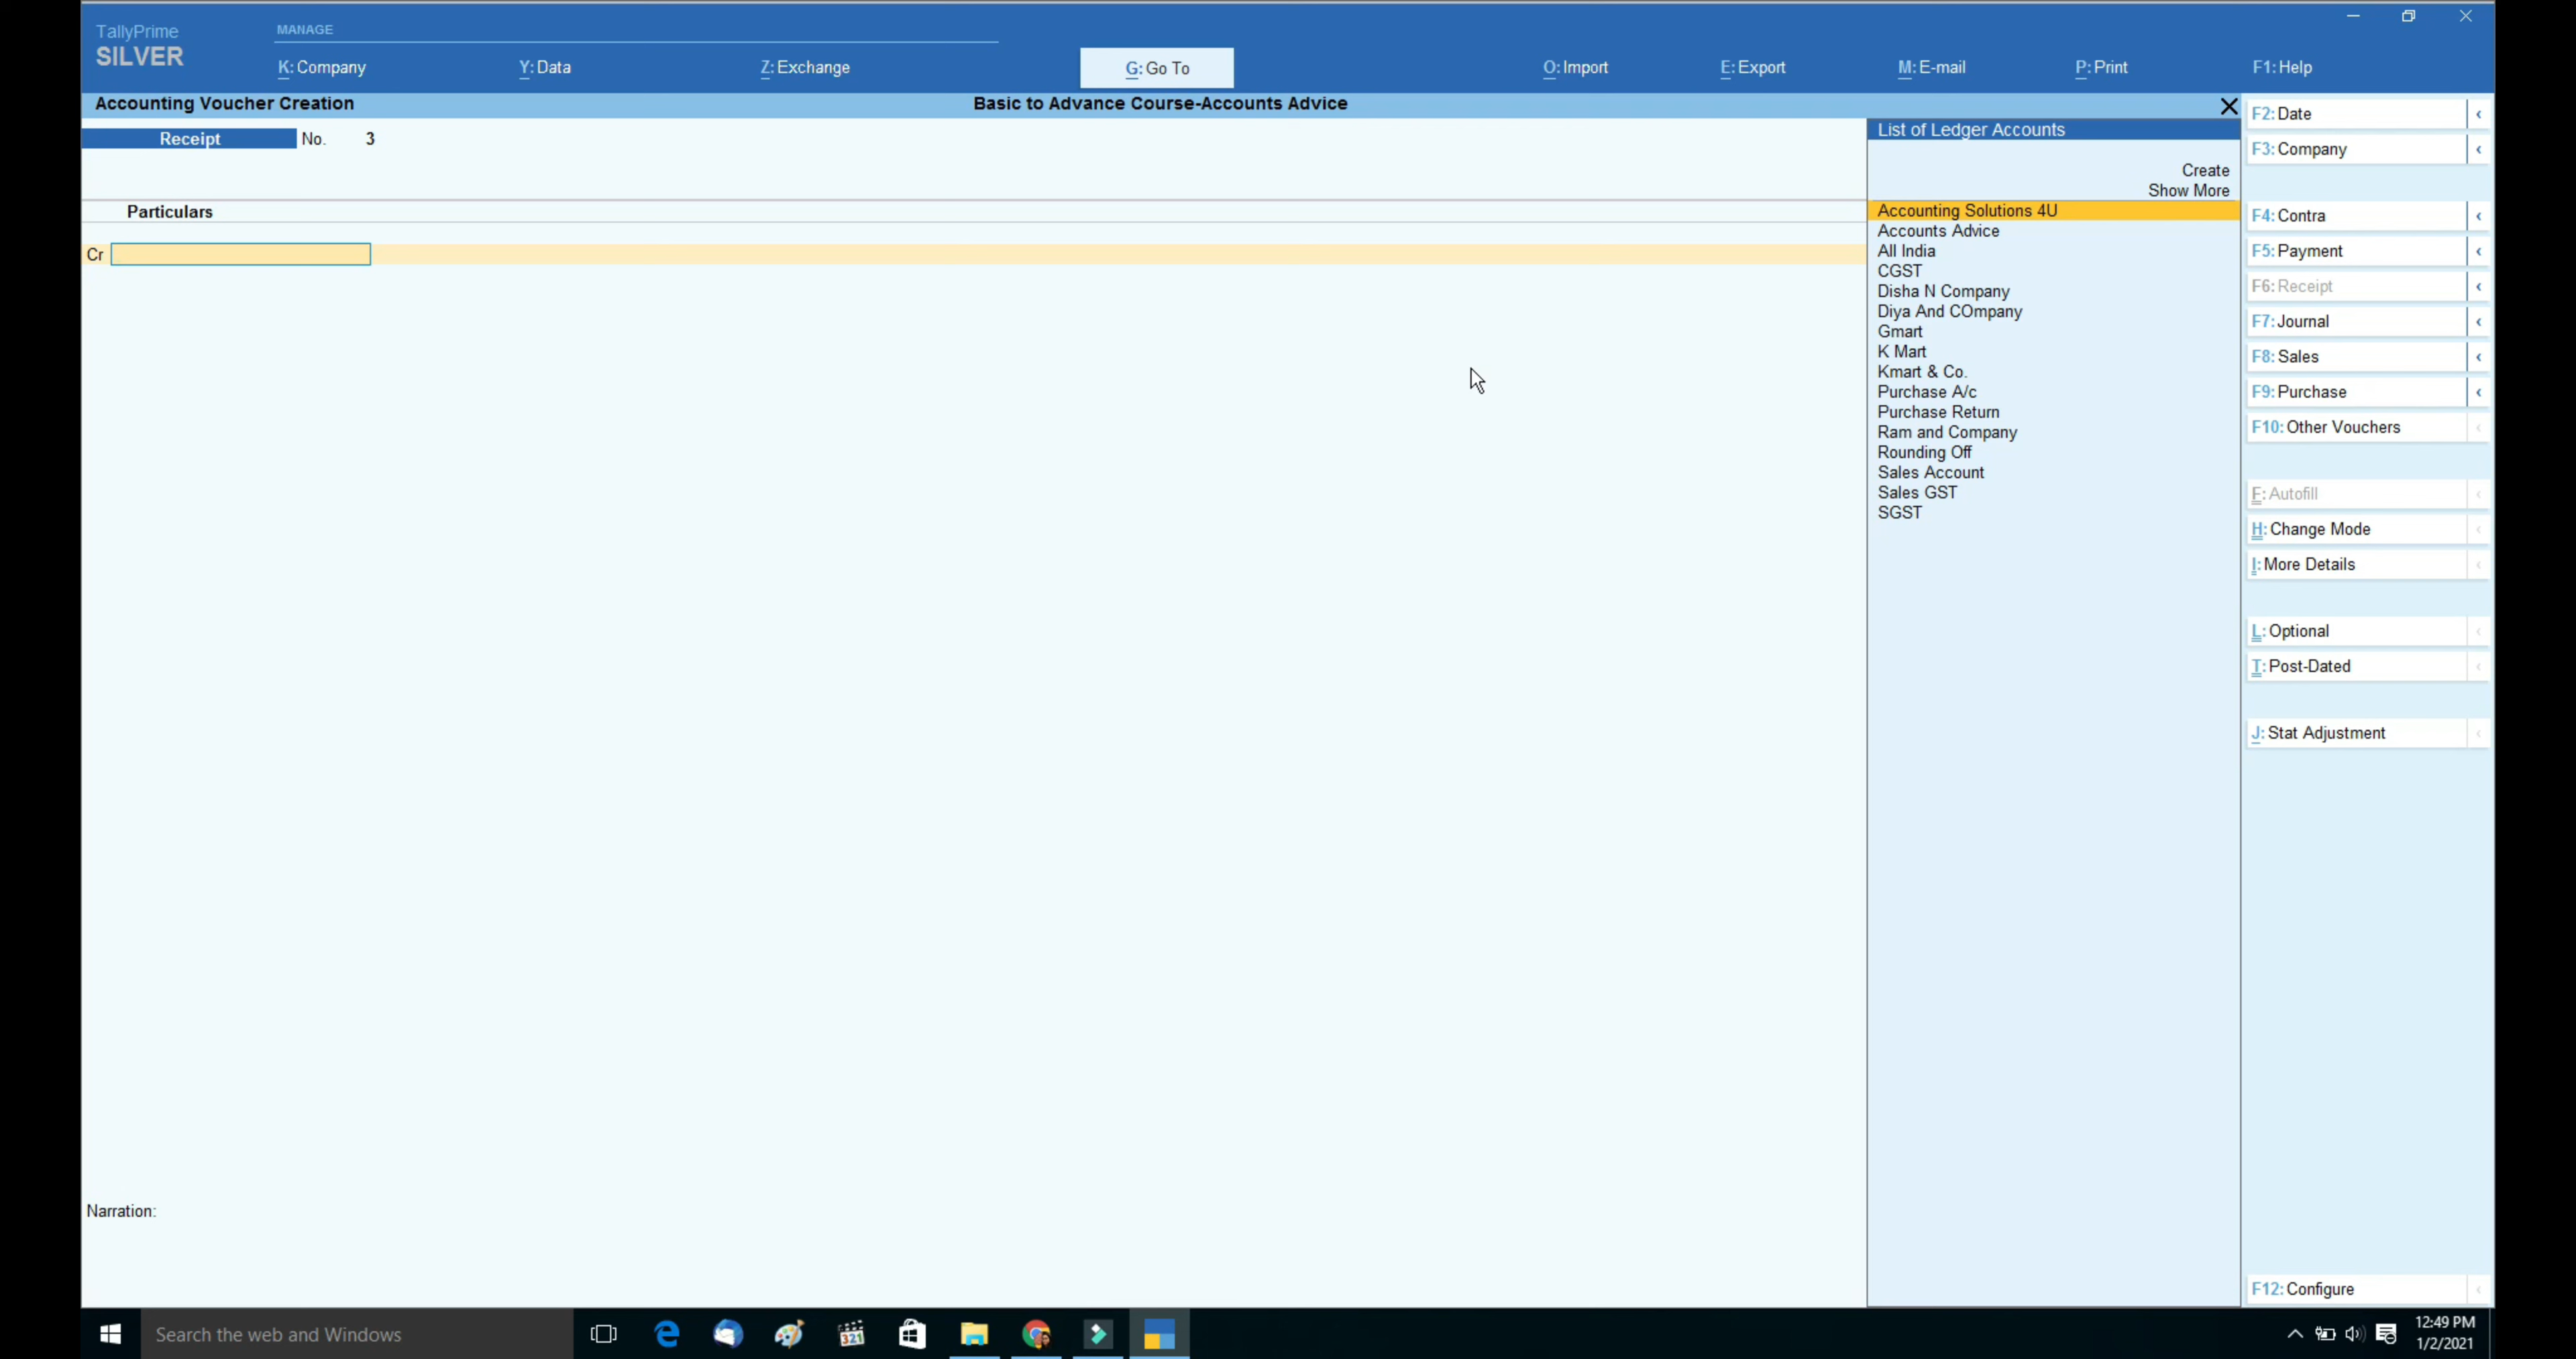 TallyPrime
SILVER
MANAGE
K: Company
Y: Data
Z: Exchange
G: Go To
O: Import
E: Export
M: E-mail
P: Print
F1: Help
Accounting Voucher Creation
Basic to Advance Course-Accounts Advice
Receipt No. 3
Particulars
Cr
List of Ledger Accounts
Create
Show More
Accounting Solutions 4U
Accounts Advice
All India
CGST
Disha N Company
Diya And COmpany
Gmart
K Mart
Kmart & Co.
Purchase A/c
Purchase Return
Ram and Company
Rounding Off
Sales Account
Sales GST
SGST
F2: Date
F3: Company
F4: Contra
F5: Payment
F6: Receipt
F7: Journal
F8: Sales
F9: Purchase
F10: Other Vouchers
F: Autofill
H: Change Mode
I: More Details
L: Optional
T: Post-Dated
J: Stat Adjustment
F12: Configure
Narration:
Search the web and Windows
321
12:49 PM
1/2/2021